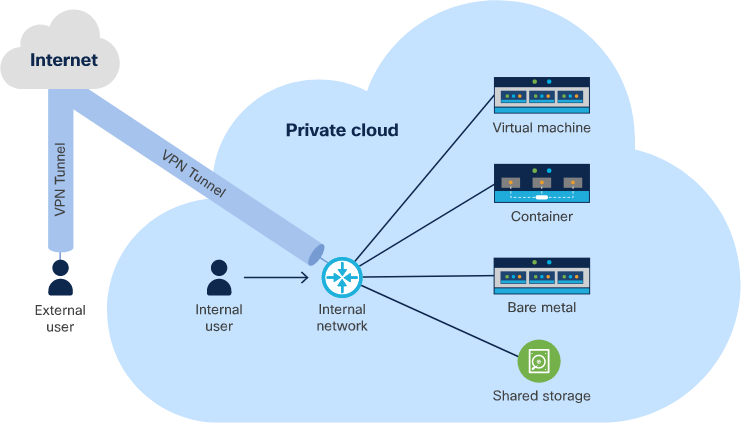 Internet
Private cloud
VPN Tunnel
VPN Tunnel
Virtual machine
Container
Bare metal
Shared storage
External
user
Internal
user
Internal
network